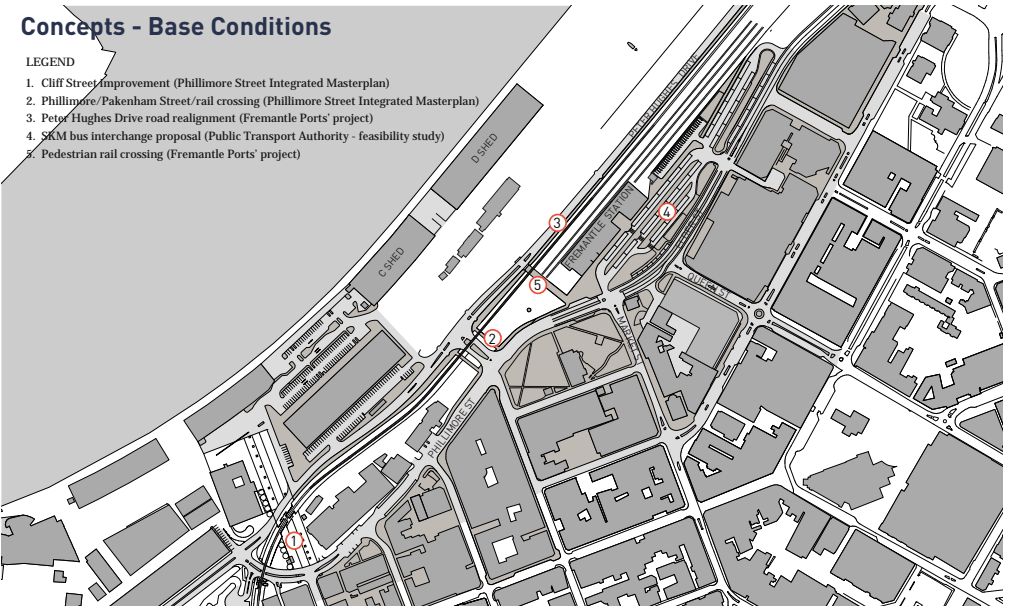 Concepts - Base Conditions
LEGEND
1. Cliff Street improvement (Phillimore Street Integrated Masterplan)
2. Phillimore/Pakenham Street/rail crossing (Phillimore Street Integrated Masterplan)
3. Peter Hughes Drive road realignment (Fremantle Ports' project)
4. SKM bus interchange proposal (Public Transport Authority - feasibility study)
5. Pedestrian rail crossing (Fremantle Ports' project)
PETER HUGHES DRIVE
D SHED
C SHED
FREMANTLE STATION
3
4
5
2
1
QUEEN ST
MARKET ST
PHILLIMORE ST